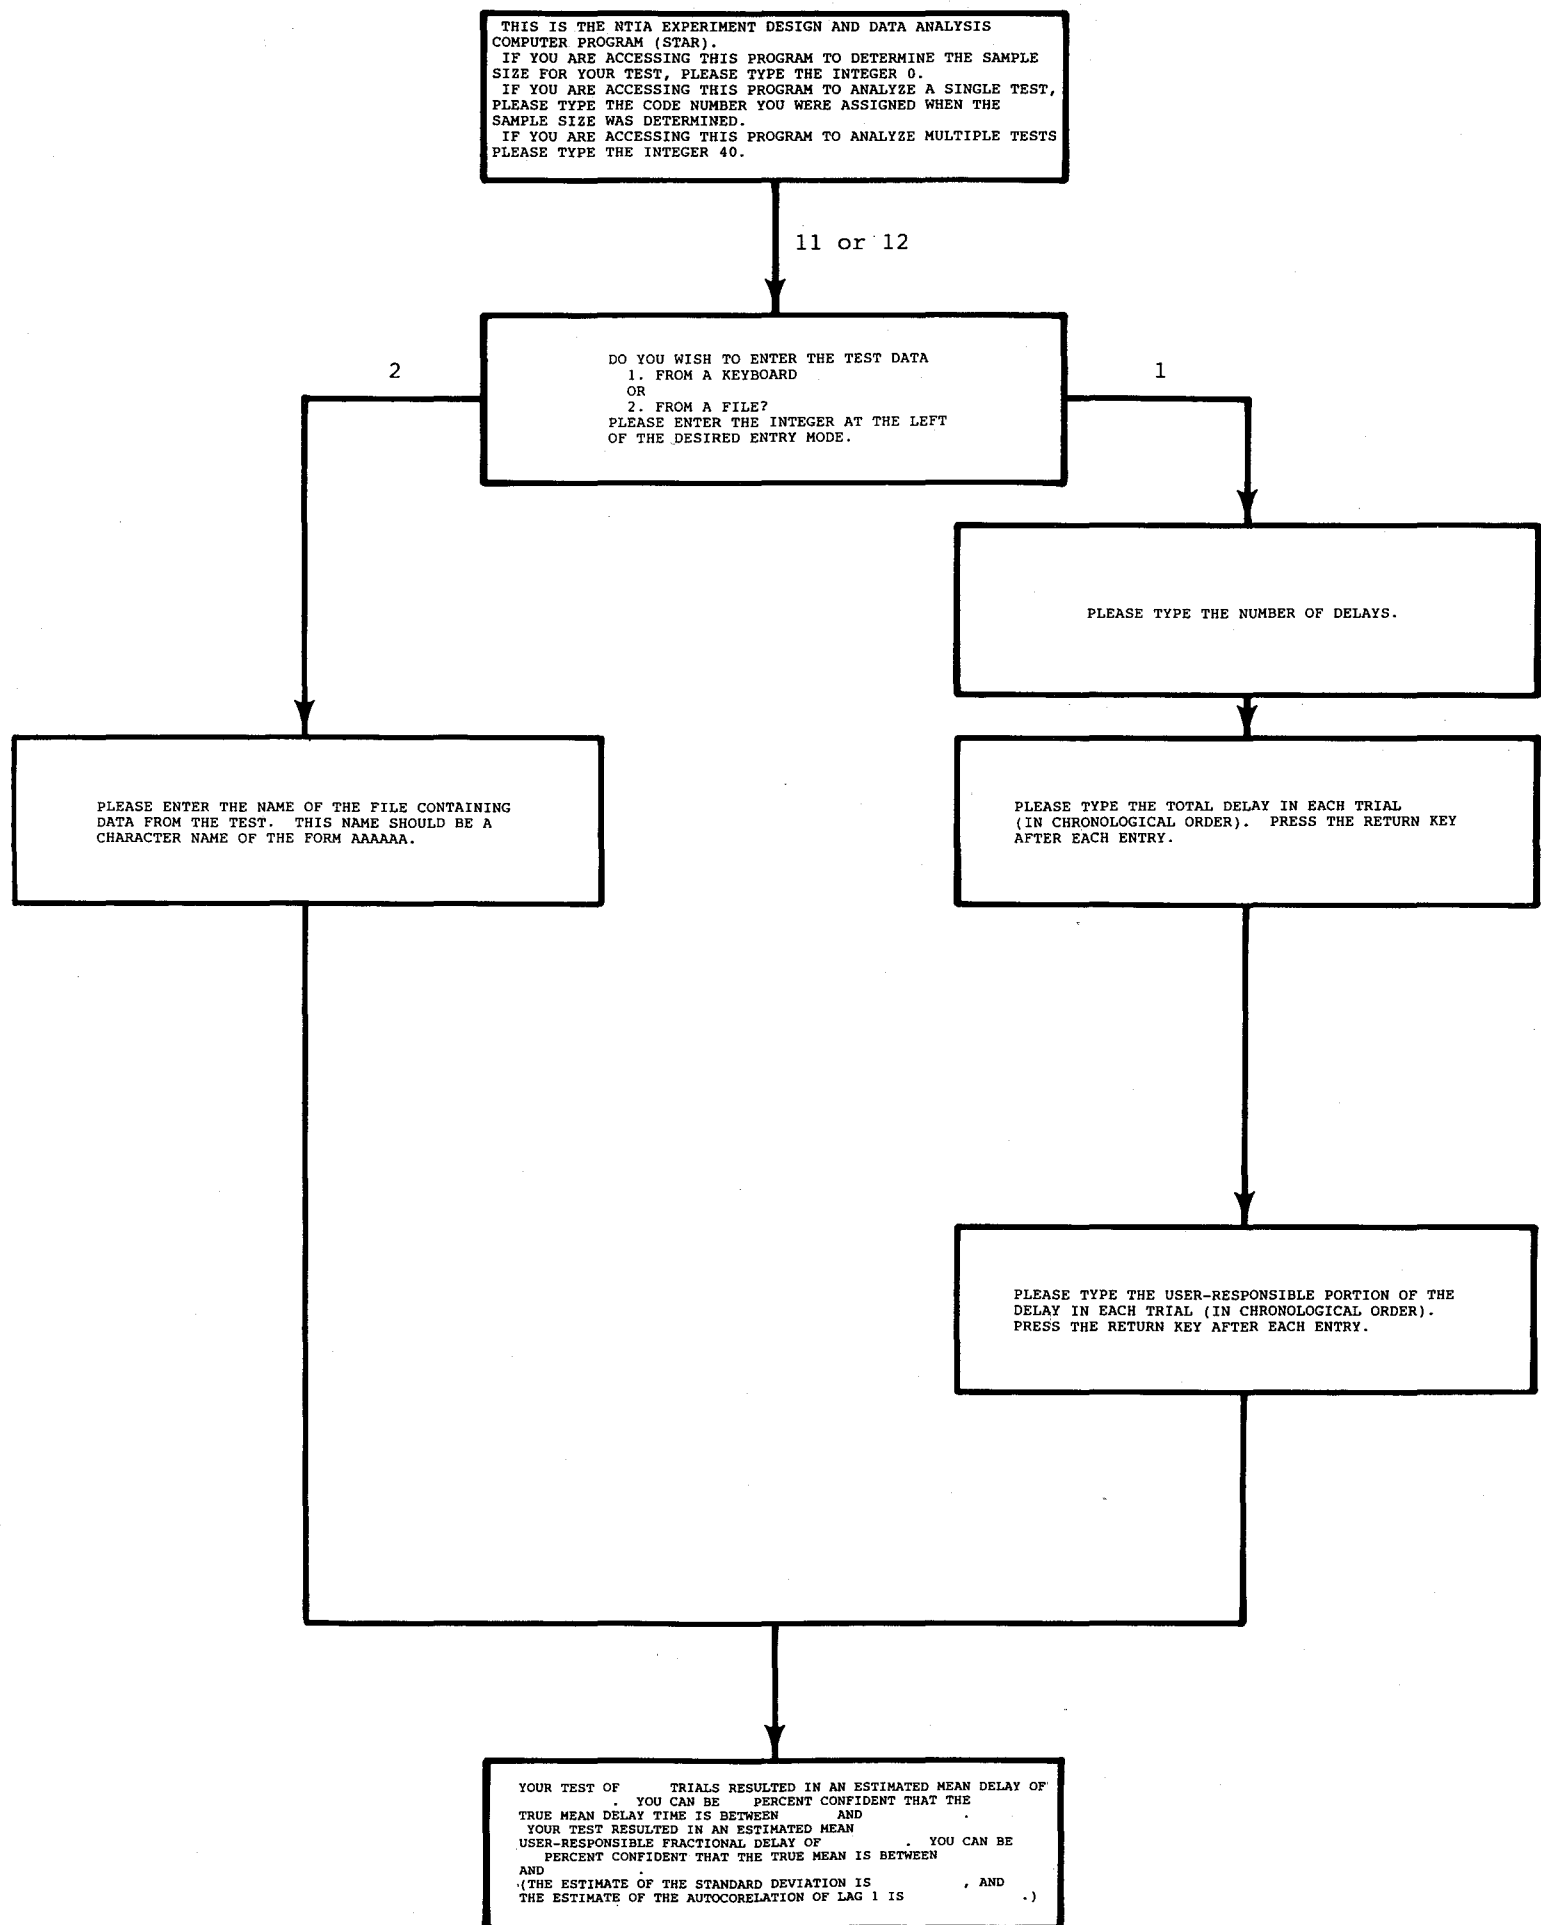 THIS IS THE NTIA EXPERIMENT DESIGN AND DATA ANALYSIS
COMPUTER PROGRAM (STAR).
IF YOU ARE ACCESSING THIS PROGRAM TO DETERMINE THE SAMPLE
SIZE FOR YOUR TEST, PLEASE TYPE THE INTEGER 0.
IF YOU ARE ACCESSING THIS PROGRAM TO ANALYZE A SINGLE TEST,
PLEASE TYPE THE CODE NUMBER YOU WERE ASSIGNED WHEN THE
SAMPLE SIZE WAS DETERMINED.
IF YOU ARE ACCESSING THIS PROGRAM TO ANALYZE MULTIPLE TESTS
PLEASE TYPE THE INTEGER 40.
11 or 12
DO YOU WISH TO ENTER THE TEST DATA
1. FROM A KEYBOARD
OR
2. FROM A FILE?
PLEASE ENTER THE INTEGER AT THE LEFT
OF THE DESIRED ENTRY MODE.
2
1
PLEASE TYPE THE NUMBER OF DELAYS.
PLEASE ENTER THE NAME OF THE FILE CONTAINING
DATA FROM THE TEST. THIS NAME SHOULD BE A
CHARACTER NAME OF THE FORM AAAAAA.
PLEASE TYPE THE TOTAL DELAY IN EACH TRIAL
(IN CHRONOLOGICAL ORDER). PRESS THE RETURN KEY
AFTER EACH ENTRY.
PLEASE TYPE THE USER-RESPONSIBLE PORTION OF THE
DELAY IN EACH TRIAL (IN CHRONOLOGICAL ORDER).
PRESS THE RETURN KEY AFTER EACH ENTRY.
YOUR TEST OF TRIALS RESULTED IN AN ESTIMATED MEAN DELAY OF
. YOU CAN BE PERCENT CONFIDENT THAT THE
TRUE MEAN DELAY TIME IS BETWEEN AND .
YOUR TEST RESULTED IN AN ESTIMATED MEAN
USER-RESPONSIBLE FRACTIONAL DELAY OF . YOU CAN BE
PERCENT CONFIDENT THAT THE TRUE MEAN IS BETWEEN
AND .
(THE ESTIMATE OF THE STANDARD DEVIATION IS , AND
THE ESTIMATE OF THE AUTOCORELATION OF LAG 1 IS .)